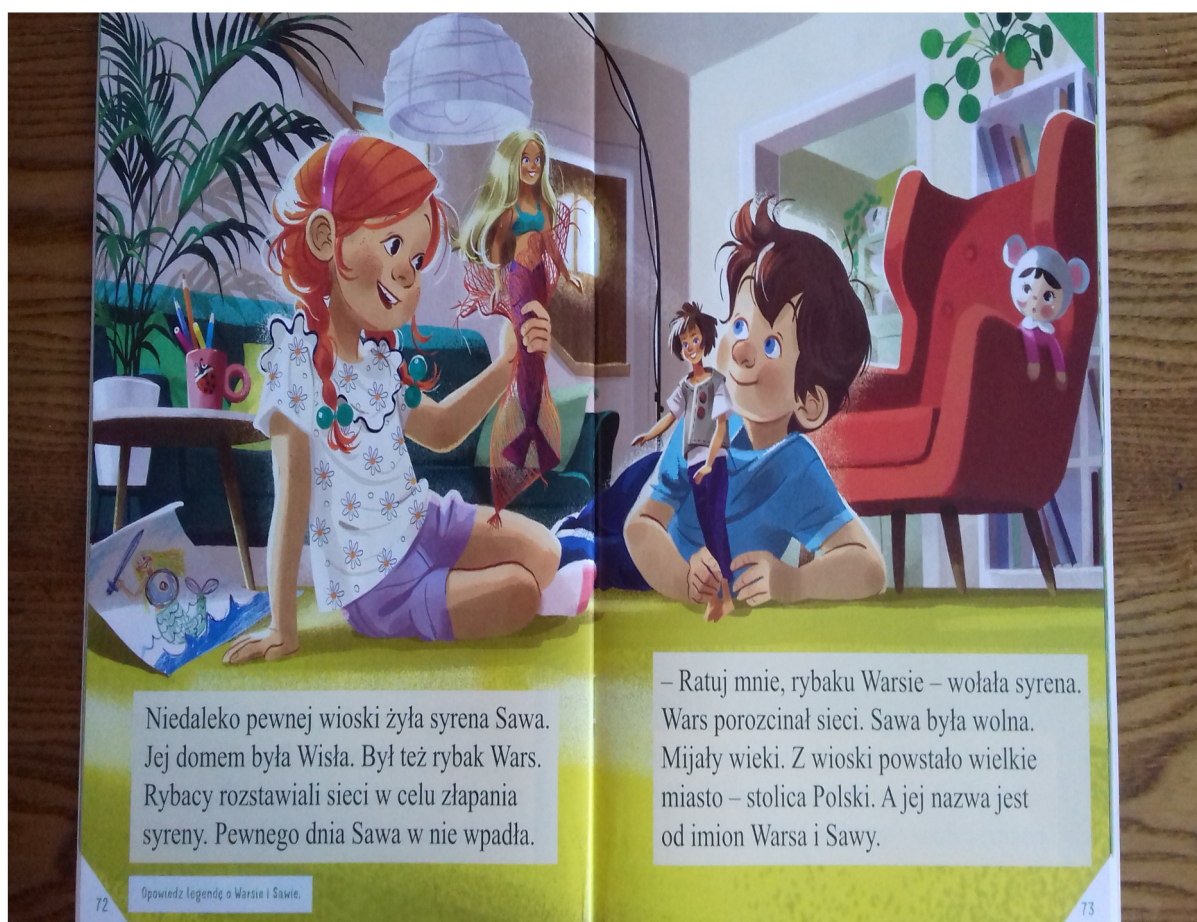 Niedaleko pewnej wioski żyła syrena Sawa.
Jej domem była Wisła. Był też rybak Wars.
Rybacy rozstawiali sieci w celu złapania
syreny. Pewnego dnia Sawa w nie wpadła.
Opowiedz legendę o Warsie i Sawie.
72
– Ratuj mnie, rybaku Warsie – wołała syrena.
Wars porozcinał sieci. Sawa była wolna.
Mijały wieki. Z wioski powstało wielkie
miasto – stolica Polski. A jej nazwa jest
od imion Warsa i Sawy.
73